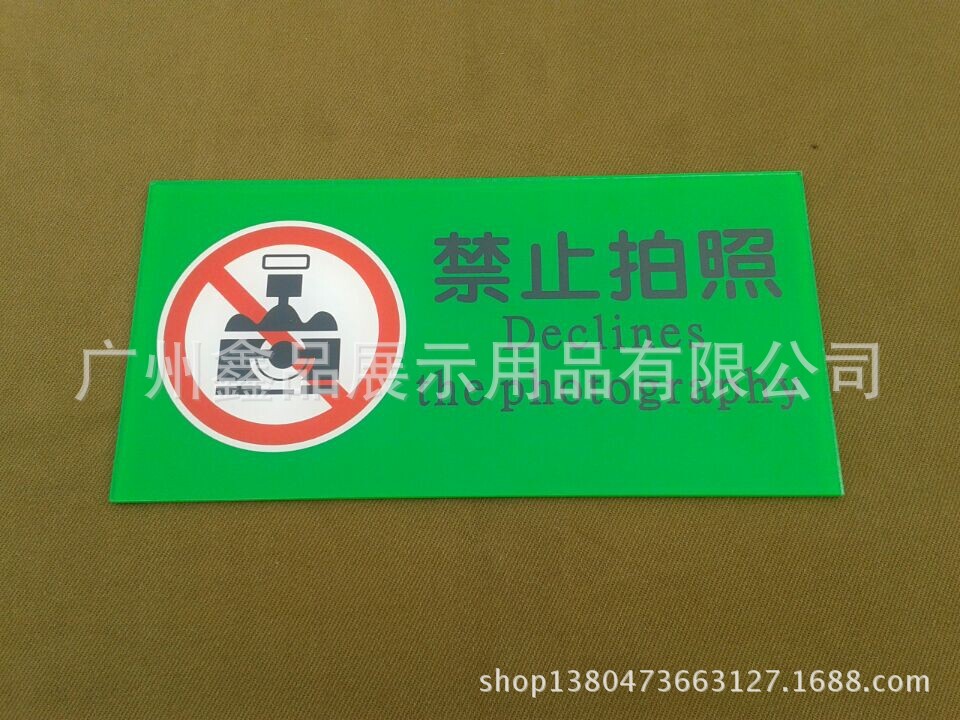 禁止拍照
Declines
the photography
广州鑫品展示用品有限公司
shop1380473663127.1688.com